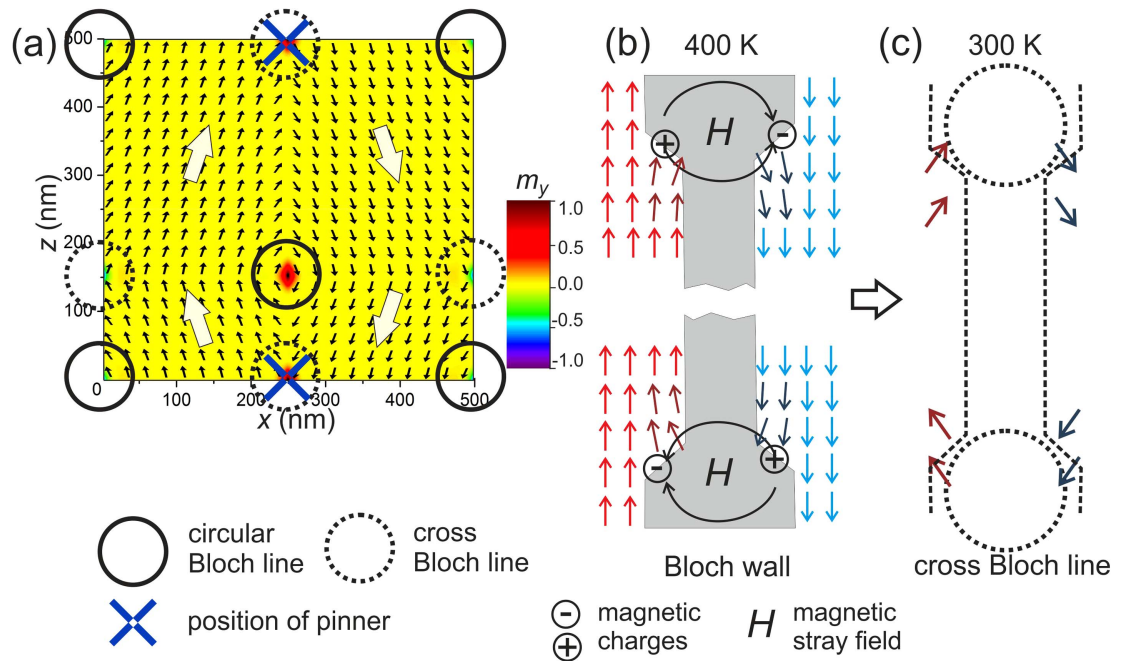 (a)
500
400
300
200
100
0
0 100 200 300 400 500
z (nm)
x (nm)
m_y
1.0
0.5
0.0
-0.5
-1.0
(b) 400 K
+
-
H
-
+
H
Bloch wall
(c) 300 K
cross Bloch line
circular
Bloch line
cross
Bloch line
position of pinner
-
+
magnetic
charges
H
magnetic
stray field